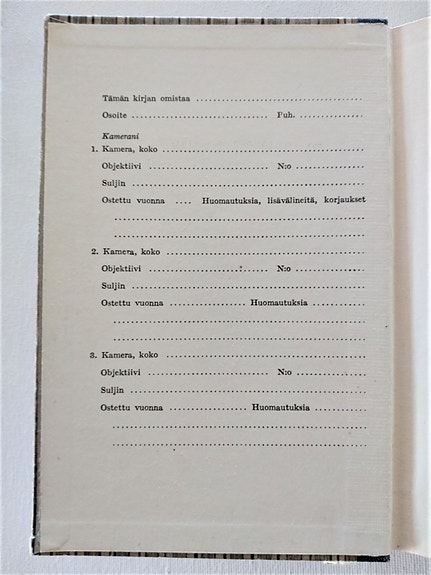 Tämän kirjan omistaa ........................................
Osoite ................................. Puh. ................
Kamerani
1. Kamera, koko .................................................
Objektiivi ............................. N:o .................
Suljin .........................................................
Ostettu vuonna .... Huomautuksia, lisävälineitä, korjaukset
.............................................................
.............................................................
2. Kamera, koko .................................................
Objektiivi ............................. N:o .................
Suljin .........................................................
Ostettu vuonna .................. Huomautuksia .............
.............................................................
.............................................................
3. Kamera, koko .................................................
Objektiivi ............................. N:o .................
Suljin .........................................................
Ostettu vuonna .................. Huomautuksia .............
.............................................................
.............................................................